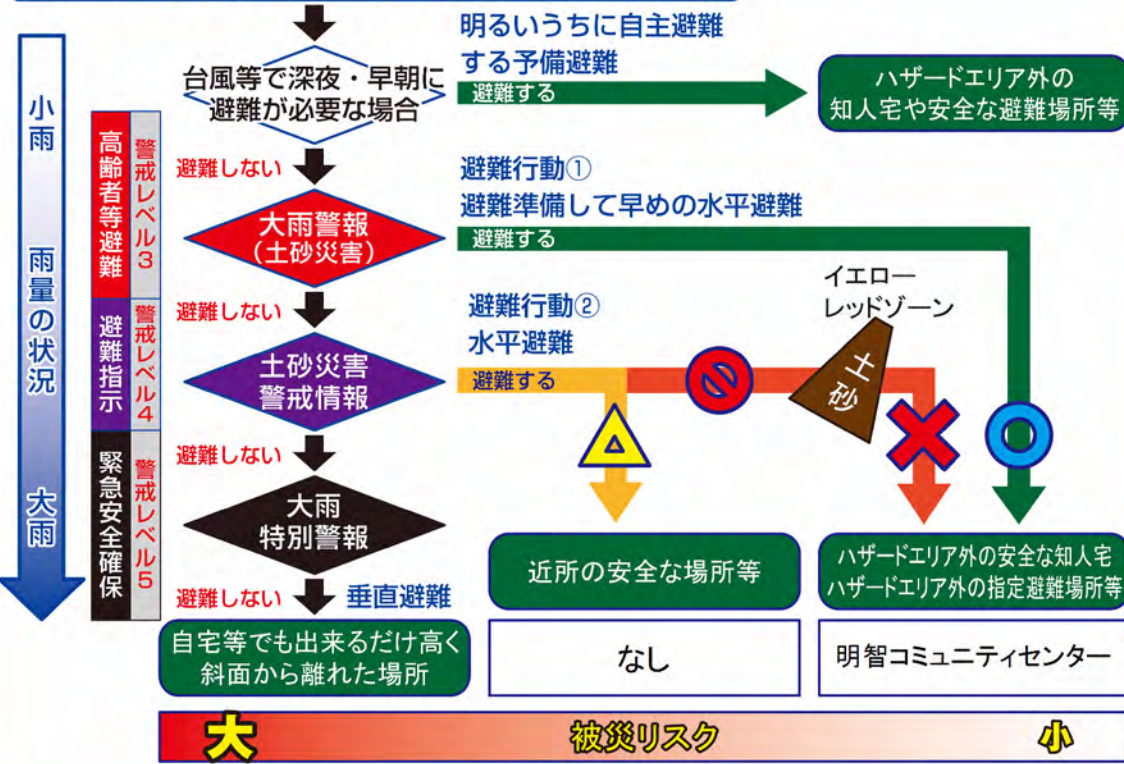 明るいうちに自主避難
する予備避難
台風等で深夜・早朝に
避難が必要な場合
避難する
ハザードエリア外の
知人宅や安全な避難場所等
小雨
雨量の状況
大雨
高齢者等避難
警戒レベル3
避難しない
避難行動①
避難準備して早めの水平避難
大雨警報
(土砂災害)
避難する
イエロー
レッドゾーン
避難指示
警戒レベル4
避難しない
避難行動②
水平避難
土砂災害
警戒情報
避難する
土砂
緊急安全確保
警戒レベル5
避難しない
大雨
特別警報
近所の安全な場所等
ハザードエリア外の安全な知人宅
ハザードエリア外の指定避難場所等
避難しない
垂直避難
自宅等でも出来るだけ高く
斜面から離れた場所
なし
明智コミュニティセンター
大
被災リスク
小